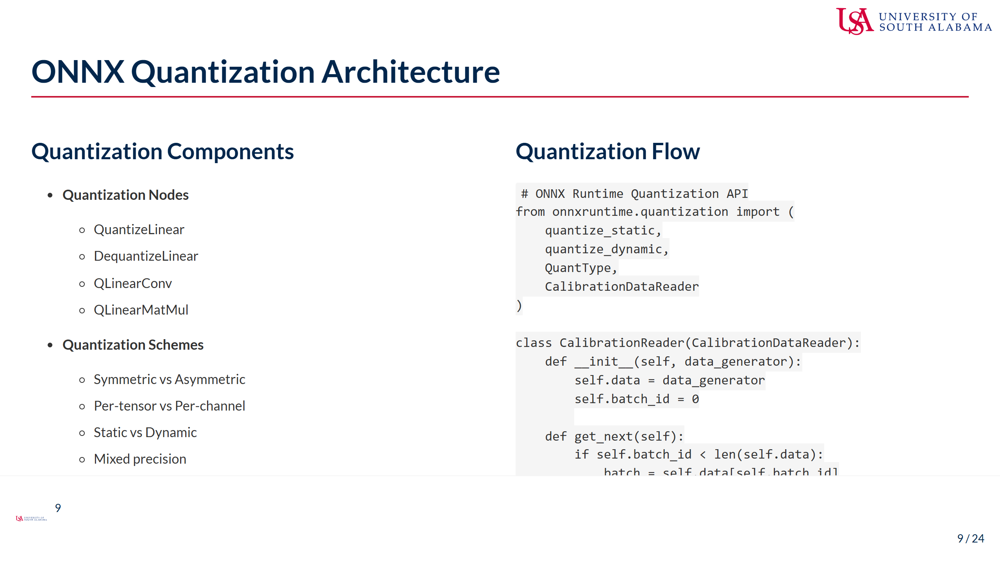 USA UNIVERSITY OF
SOUTH ALABAMA
ONNX Quantization Architecture
Quantization Components
Quantization Nodes
QuantizeLinear
DequantizeLinear
QLinearConv
QLinearMatMul
Quantization Schemes
Symmetric vs Asymmetric
Per-tensor vs Per-channel
Static vs Dynamic
Mixed precision
Quantization Flow
# ONNX Runtime Quantization API
from onnxruntime.quantization import (
    quantize_static,
    quantize_dynamic,
    QuantType,
    CalibrationDataReader
)
class CalibrationReader(CalibrationDataReader):
    def __init__(self, data_generator):
        self.data = data_generator
        self.batch_id = 0
    def get_next(self):
        if self.batch_id < len(self.data):
            batch = self.data[self.batch_id]
9
USA UNIVERSITY OF
SOUTH ALABAMA
9 / 24